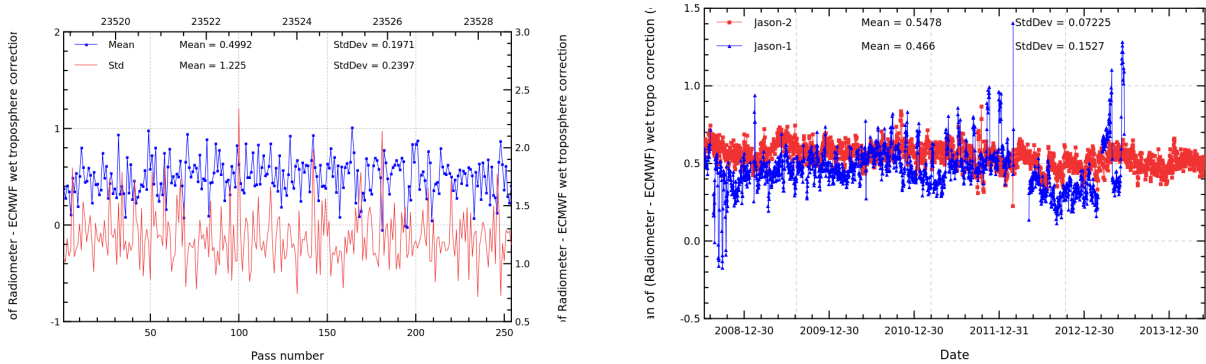 23520 23522 23524 23526 23528
2 3.0
Mean Mean = 0.4992 StdDev = 0.1971
Std Mean = 1.225 StdDev = 0.2397
2.5
1 2.0
1.5
0
1.0
-1 0.5
50 100 150 200 250
Pass number
of Radiometer - ECMWF wet troposphere correction
of Radiometer - ECMWF wet troposphere correction
Jason-2 Mean = 0.5478 StdDev = 0.07225
Jason-1 Mean = 0.466 StdDev = 0.1527
1.5
1.0
0.5
0.0
-0.5
2008-12-30 2009-12-30 2010-12-30 2011-12-31 2012-12-30 2013-12-30
Date
an of (Radiometer - ECMWF) wet tropo correction (